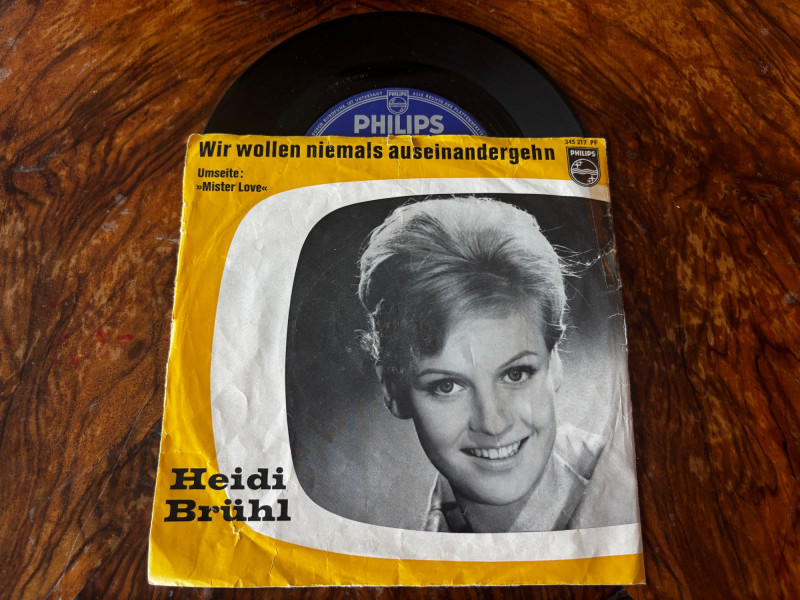 PHILIPS
345 217 PF
Wir wollen niemals auseinandergehn
PHILIPS
Umseite:
»Mister Love«
Heidi
Brühl